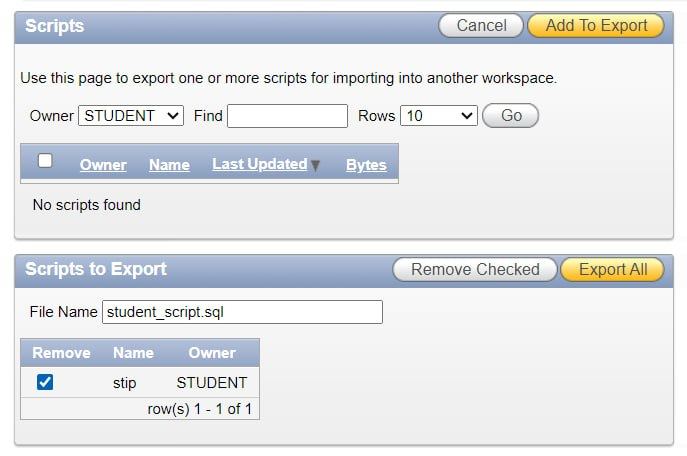 Scripts Cancel Add To Export
Use this page to export one or more scripts for importing into another workspace.
Owner STUDENT Find Rows 10 Go
Owner Name Last Updated Bytes
No scripts found
Scripts to Export Remove Checked Export All
File Name student_script.sql
Remove Name Owner
stip STUDENT
row(s) 1 - 1 of 1